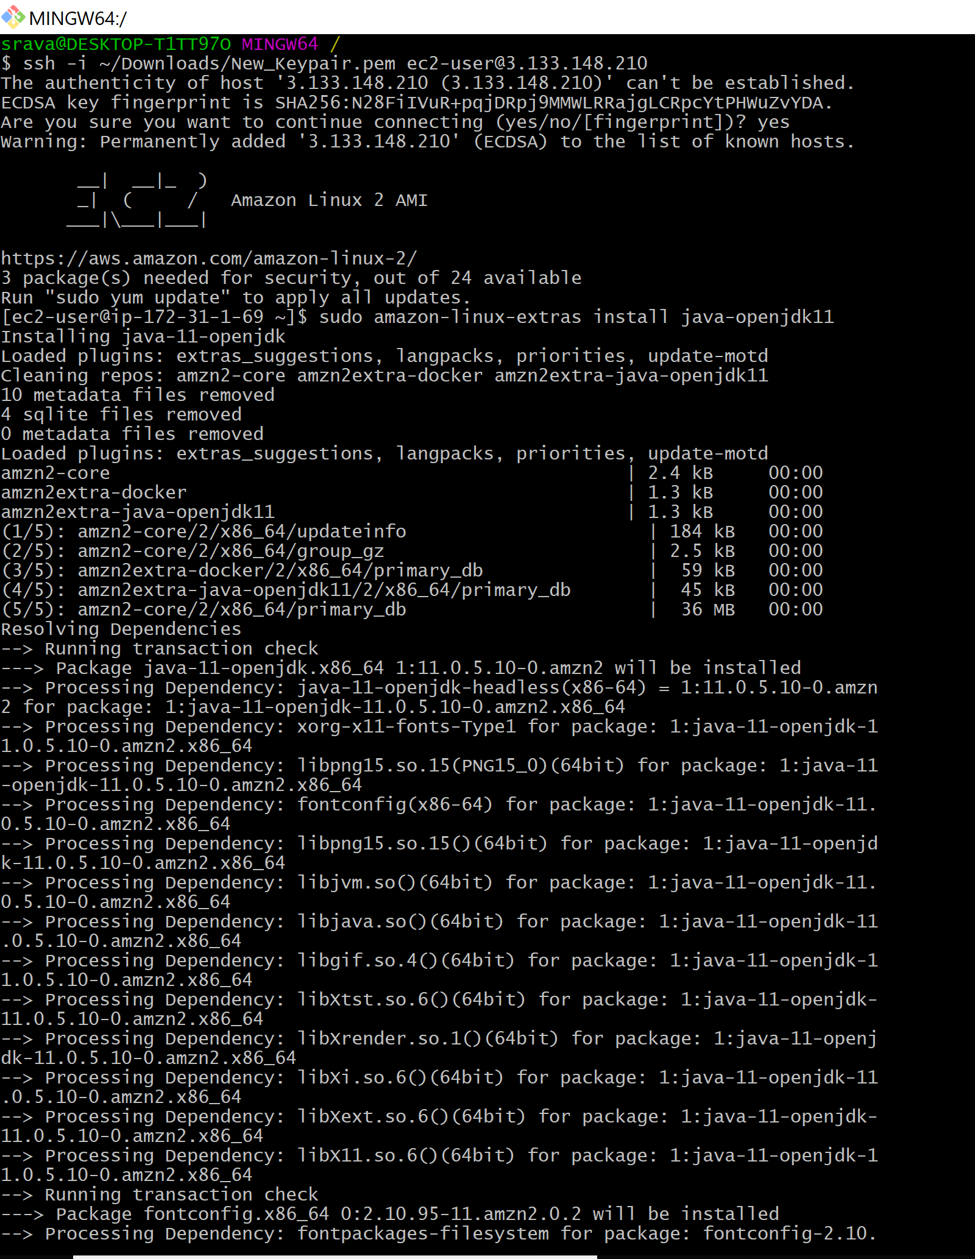 MINGW64:/
srava@DESKTOP-T1TT97O MINGW64 /
$ ssh -i ~/Downloads/New_Keypair.pem ec2-user@3.133.148.210
The authenticity of host '3.133.148.210 (3.133.148.210)' can't be established.
ECDSA key fingerprint is SHA256:N28FiIVuR+pqjDRpj9MMWLRRajgLCRpcYtPHWuZvYDA.
Are you sure you want to continue connecting (yes/no/[fingerprint])? yes
Warning: Permanently added '3.133.148.210' (ECDSA) to the list of known hosts.
       __|  __|_  )
       _|  (     /   Amazon Linux 2 AMI
      ___|\___|___|
https://aws.amazon.com/amazon-linux-2/
3 package(s) needed for security, out of 24 available
Run "sudo yum update" to apply all updates.
[ec2-user@ip-172-31-1-69 ~]$ sudo amazon-linux-extras install java-openjdk11
Installing java-11-openjdk
Loaded plugins: extras_suggestions, langpacks, priorities, update-motd
Cleaning repos: amzn2-core amzn2extra-docker amzn2extra-java-openjdk11
10 metadata files removed
4 sqlite files removed
0 metadata files removed
Loaded plugins: extras_suggestions, langpacks, priorities, update-motd
amzn2-core | 2.4 kB 00:00
amzn2extra-docker | 1.3 kB 00:00
amzn2extra-java-openjdk11 | 1.3 kB 00:00
(1/5): amzn2-core/2/x86_64/updateinfo | 184 kB 00:00
(2/5): amzn2-core/2/x86_64/group_gz | 2.5 kB 00:00
(3/5): amzn2extra-docker/2/x86_64/primary_db | 59 kB 00:00
(4/5): amzn2extra-java-openjdk11/2/x86_64/primary_db | 45 kB 00:00
(5/5): amzn2-core/2/x86_64/primary_db | 36 MB 00:00
Resolving Dependencies
--> Running transaction check
---> Package java-11-openjdk.x86_64 1:11.0.5.10-0.amzn2 will be installed
--> Processing Dependency: java-11-openjdk-headless(x86-64) = 1:11.0.5.10-0.amzn
2 for package: 1:java-11-openjdk-11.0.5.10-0.amzn2.x86_64
--> Processing Dependency: xorg-x11-fonts-Type1 for package: 1:java-11-openjdk-1
1.0.5.10-0.amzn2.x86_64
--> Processing Dependency: libpng15.so.15(PNG15_0)(64bit) for package: 1:java-11
-openjdk-11.0.5.10-0.amzn2.x86_64
--> Processing Dependency: fontconfig(x86-64) for package: 1:java-11-openjdk-11.
0.5.10-0.amzn2.x86_64
--> Processing Dependency: libpng15.so.15()(64bit) for package: 1:java-11-openjd
k-11.0.5.10-0.amzn2.x86_64
--> Processing Dependency: libjvm.so()(64bit) for package: 1:java-11-openjdk-11.
0.5.10-0.amzn2.x86_64
--> Processing Dependency: libjava.so()(64bit) for package: 1:java-11-openjdk-11
.0.5.10-0.amzn2.x86_64
--> Processing Dependency: libgif.so.4()(64bit) for package: 1:java-11-openjdk-1
1.0.5.10-0.amzn2.x86_64
--> Processing Dependency: libXtst.so.6()(64bit) for package: 1:java-11-openjdk-
11.0.5.10-0.amzn2.x86_64
--> Processing Dependency: libXrender.so.1()(64bit) for package: 1:java-11-openj
dk-11.0.5.10-0.amzn2.x86_64
--> Processing Dependency: libXi.so.6()(64bit) for package: 1:java-11-openjdk-11
.0.5.10-0.amzn2.x86_64
--> Processing Dependency: libXext.so.6()(64bit) for package: 1:java-11-openjdk-
11.0.5.10-0.amzn2.x86_64
--> Processing Dependency: libX11.so.6()(64bit) for package: 1:java-11-openjdk-1
1.0.5.10-0.amzn2.x86_64
--> Running transaction check
---> Package fontconfig.x86_64 0:2.10.95-11.amzn2.0.2 will be installed
--> Processing Dependency: fontpackages-filesystem for package: fontconfig-2.10.